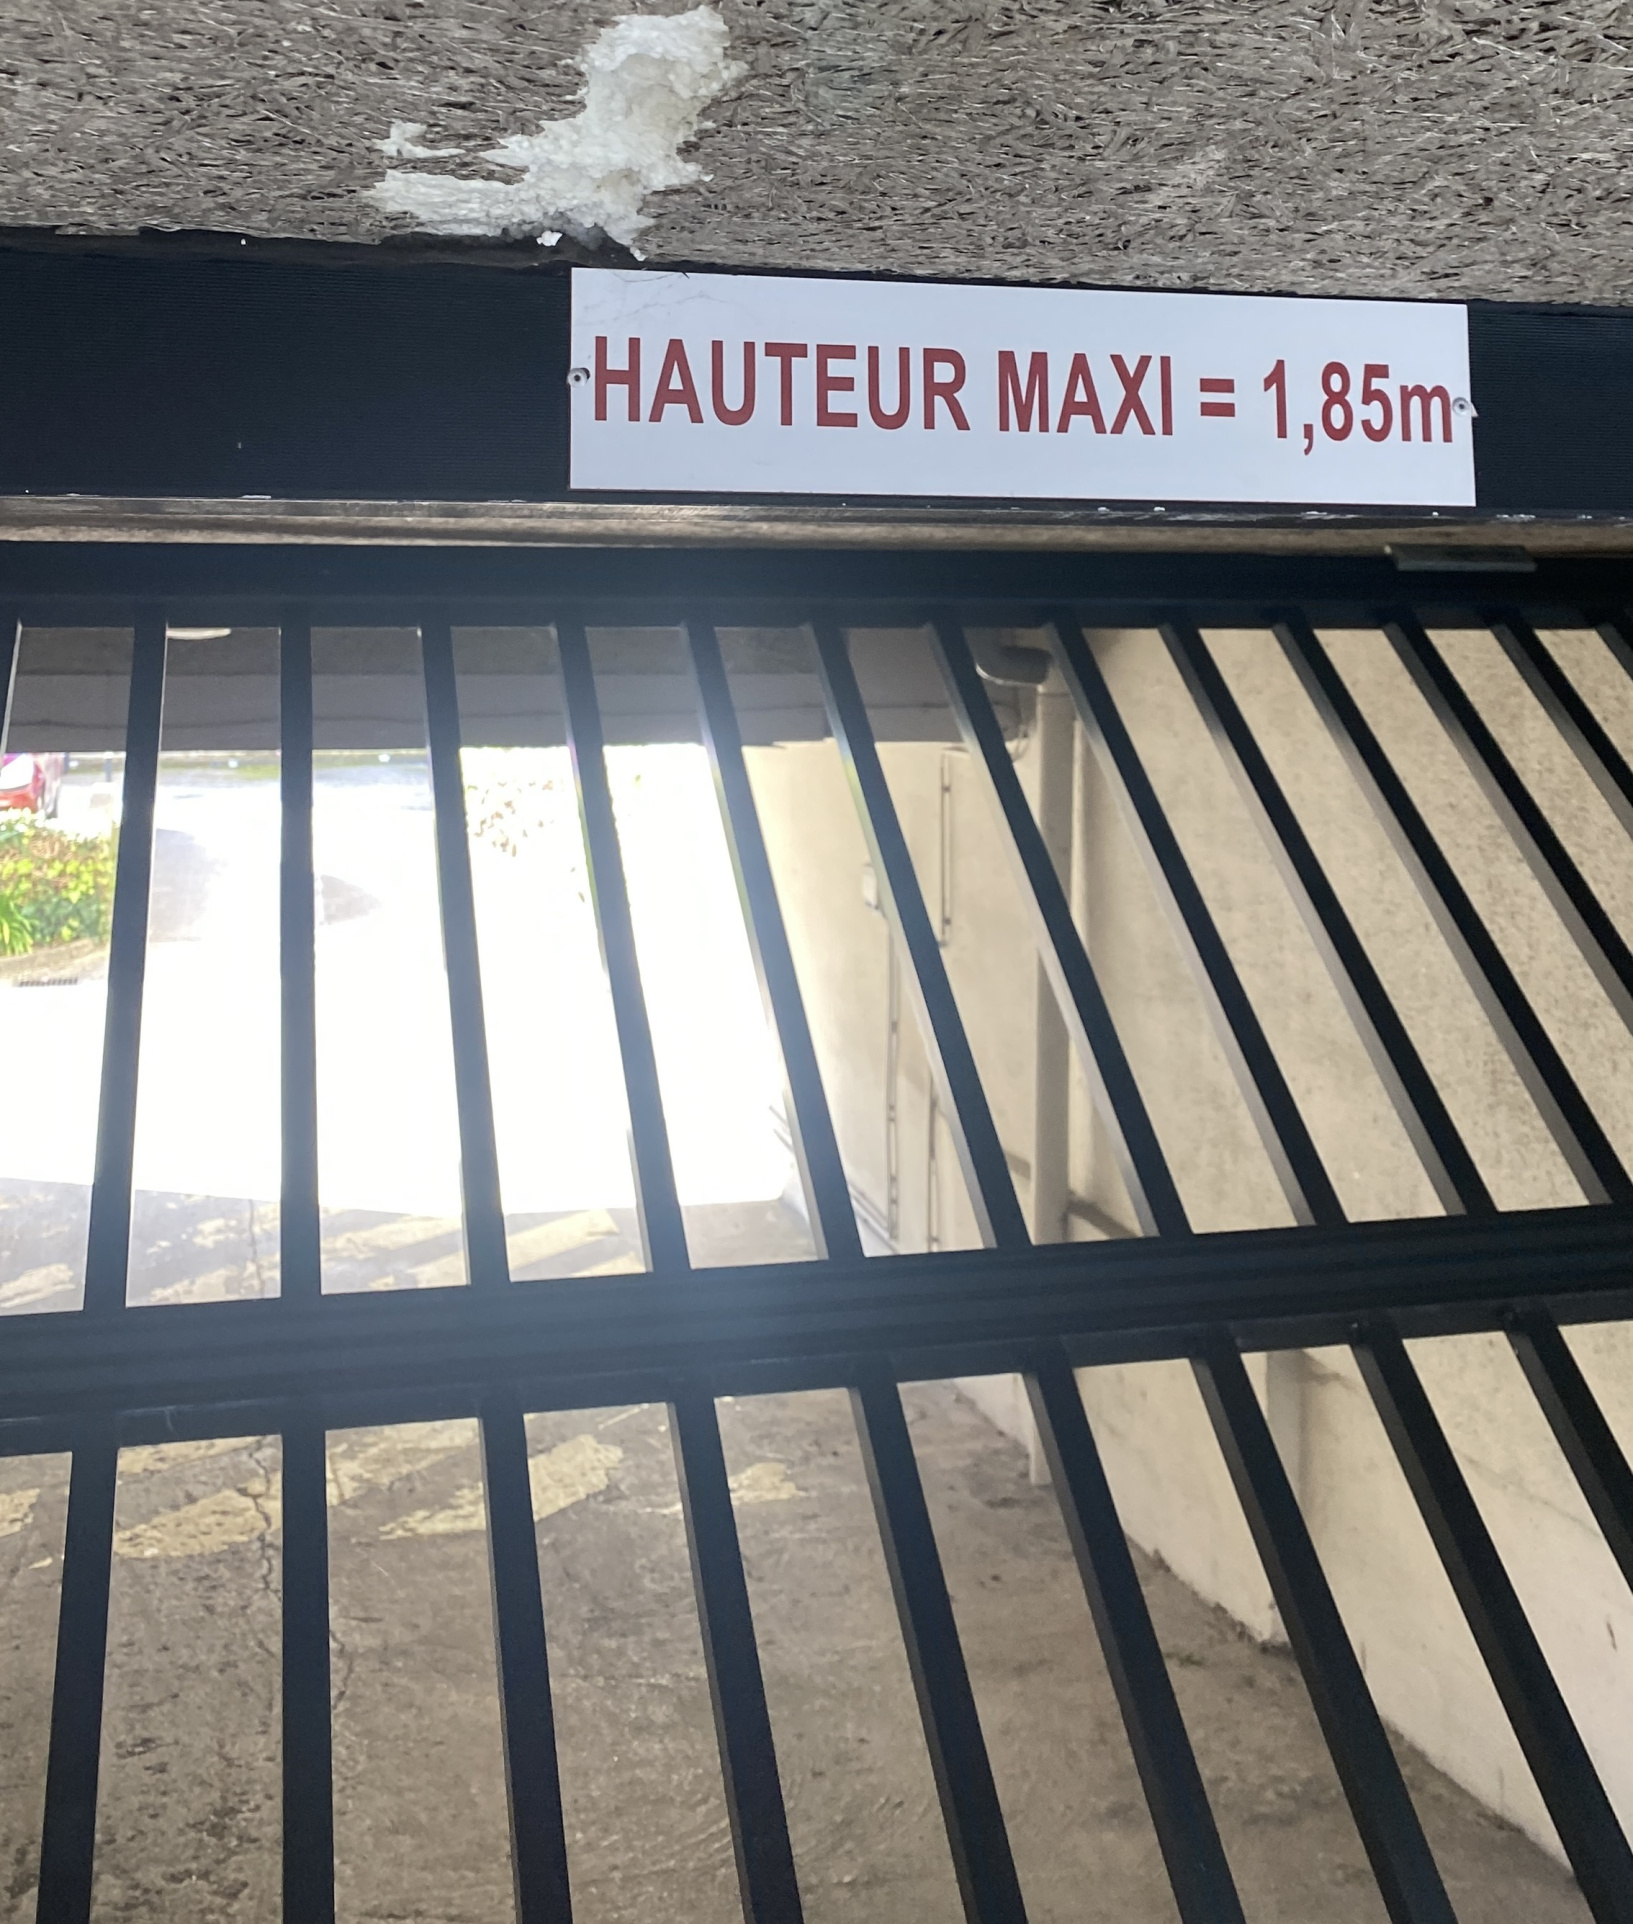 HAUTEUR MAXI = 1,85m